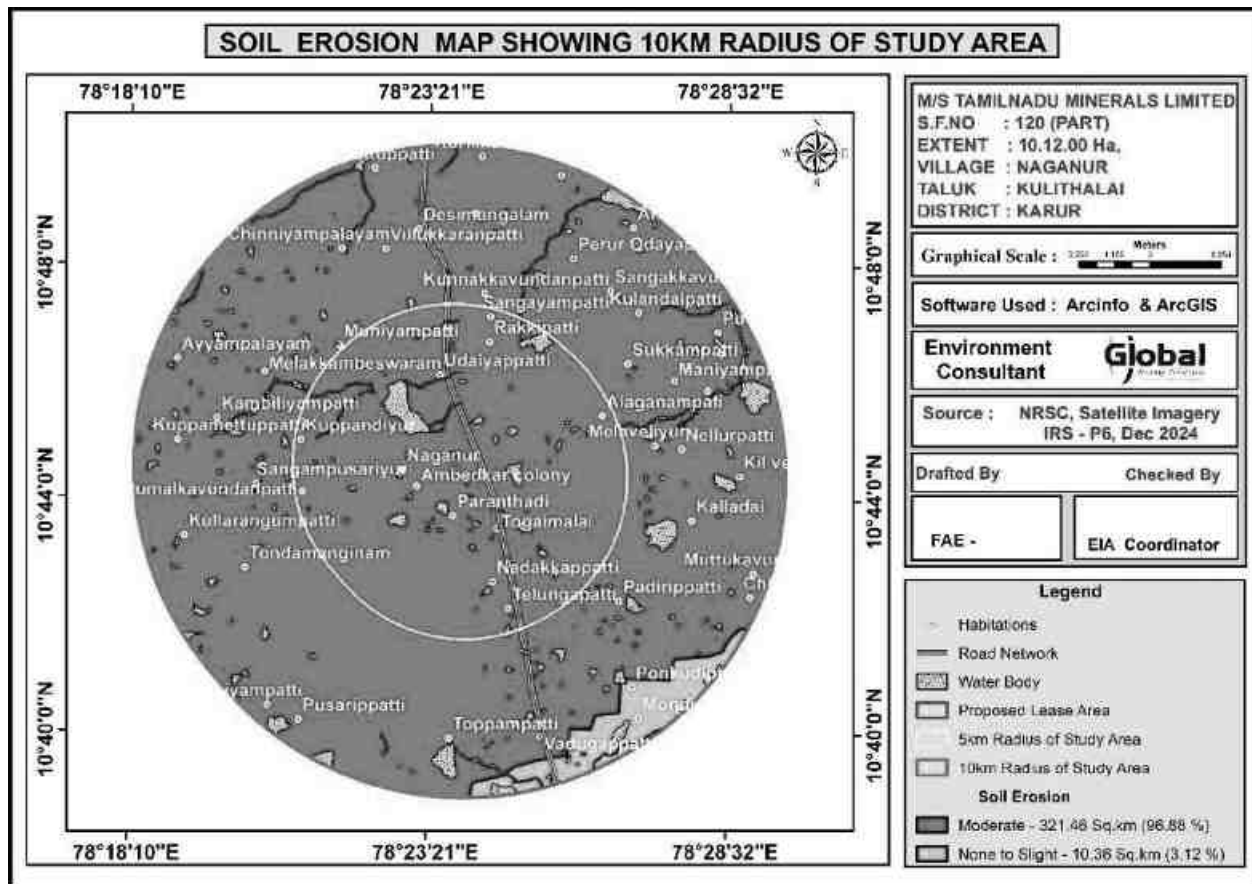 SOIL EROSION MAP SHOWING 10KM RADIUS OF STUDY AREA
78°18'10"E
78°23'21"E
78°28'32"E
10°48'0"N
10°44'0"N
10°40'0"N
10°48'0"N
10°44'0"N
10°40'0"N
78°18'10"E
78°23'21"E
78°28'32"E
N
W
E
S
Desimangalam
Chinniyampalayam
Villukkaranpatti
Kunnakkavundanpatti
Sangayampatti
Kulandaipatti
Muniyampatti
Rakkipatti
Ayyampalayam
Melakkambeswaram
Udaiyappatti
Sukkampatti
Kambiliyampatti
Alaganampati
Kuppamettuppatti
Kuppandiyur
Melaveliyur
Nellurpatti
Naganur
Sangampusariyur
Ambedkar Colony
Paranthadi
Kalladai
Kullarangumpatti
Togaimalai
Tondamanginam
Nadakkappatti
Telungapatti
Padirippatti
Pusarippatti
Toppampatti
M/S TAMILNADU MINERALS LIMITED
S.F.NO : 120 (PART)
EXTENT : 10.12.00 Ha,
VILLAGE : NAGANUR
TALUK : KULITHALAI
DISTRICT : KARUR
Graphical Scale :
Meters
Software Used : Arcinfo & ArcGIS
Environment
Consultant
Global
Source : NRSC, Satellite Imagery
IRS - P6, Dec 2024
Drafted By
Checked By
FAE -
EIA Coordinator
Legend
Habitations
Road Network
Water Body
Proposed Lease Area
5km Radius of Study Area
10km Radius of Study Area
Soil Erosion
Moderate - 321.46 Sq.km (96.88 %)
None to Slight - 10.36 Sq.km (3.12 %)